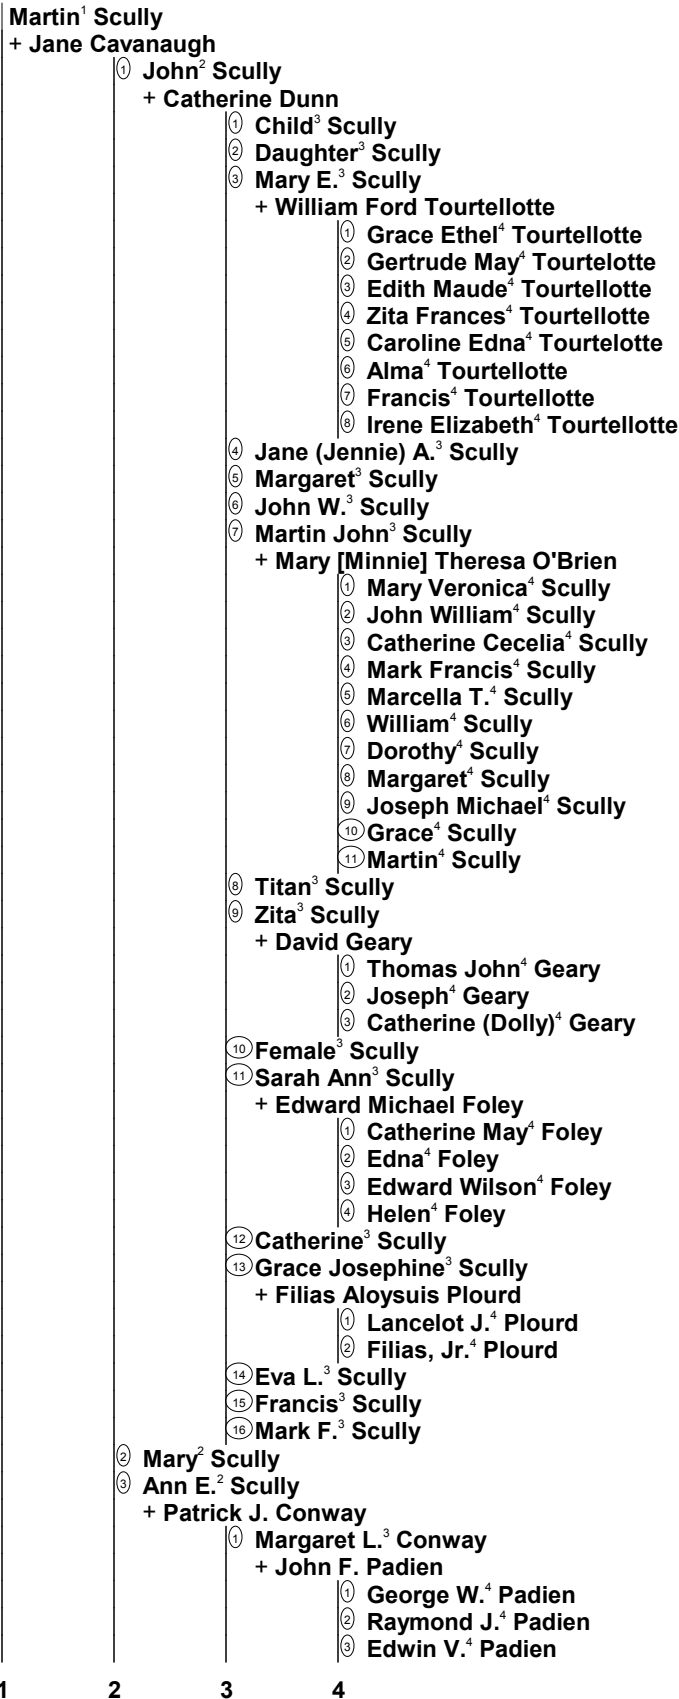 Martin¹ Scully
+ Jane Cavanaugh
1 John² Scully
+ Catherine Dunn
1 Child³ Scully
2 Daughter³ Scully
3 Mary E.³ Scully
+ William Ford Tourtellotte
1 Grace Ethel⁴ Tourtellotte
2 Gertrude May⁴ Tourtelotte
3 Edith Maude⁴ Tourtellotte
4 Zita Frances⁴ Tourtellotte
5 Caroline Edna⁴ Tourtelotte
6 Alma⁴ Tourtellotte
7 Francis⁴ Tourtellotte
8 Irene Elizabeth⁴ Tourtellotte
4 Jane (Jennie) A.³ Scully
5 Margaret³ Scully
6 John W.³ Scully
7 Martin John³ Scully
+ Mary [Minnie] Theresa O'Brien
1 Mary Veronica⁴ Scully
2 John William⁴ Scully
3 Catherine Cecelia⁴ Scully
4 Mark Francis⁴ Scully
5 Marcella T.⁴ Scully
6 William⁴ Scully
7 Dorothy⁴ Scully
8 Margaret⁴ Scully
9 Joseph Michael⁴ Scully
10 Grace⁴ Scully
11 Martin⁴ Scully
8 Titan³ Scully
9 Zita³ Scully
+ David Geary
1 Thomas John⁴ Geary
2 Joseph⁴ Geary
3 Catherine (Dolly)⁴ Geary
10 Female³ Scully
11 Sarah Ann³ Scully
+ Edward Michael Foley
1 Catherine May⁴ Foley
2 Edna⁴ Foley
3 Edward Wilson⁴ Foley
4 Helen⁴ Foley
12 Catherine³ Scully
13 Grace Josephine³ Scully
+ Filias Aloysuis Plourd
1 Lancelot J.⁴ Plourd
2 Filias, Jr.⁴ Plourd
14 Eva L.³ Scully
15 Francis³ Scully
16 Mark F.³ Scully
2 Mary² Scully
3 Ann E.² Scully
+ Patrick J. Conway
1 Margaret L.³ Conway
+ John F. Padien
1 George W.⁴ Padien
2 Raymond J.⁴ Padien
3 Edwin V.⁴ Padien
1 2 3 4